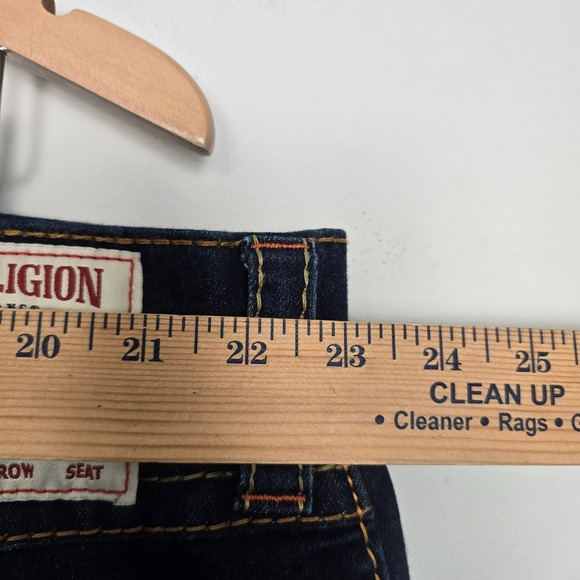 LIGION
20 21 22 23 24 25
CLEAN UP
• Cleaner • Rags • G
ROW SEAT